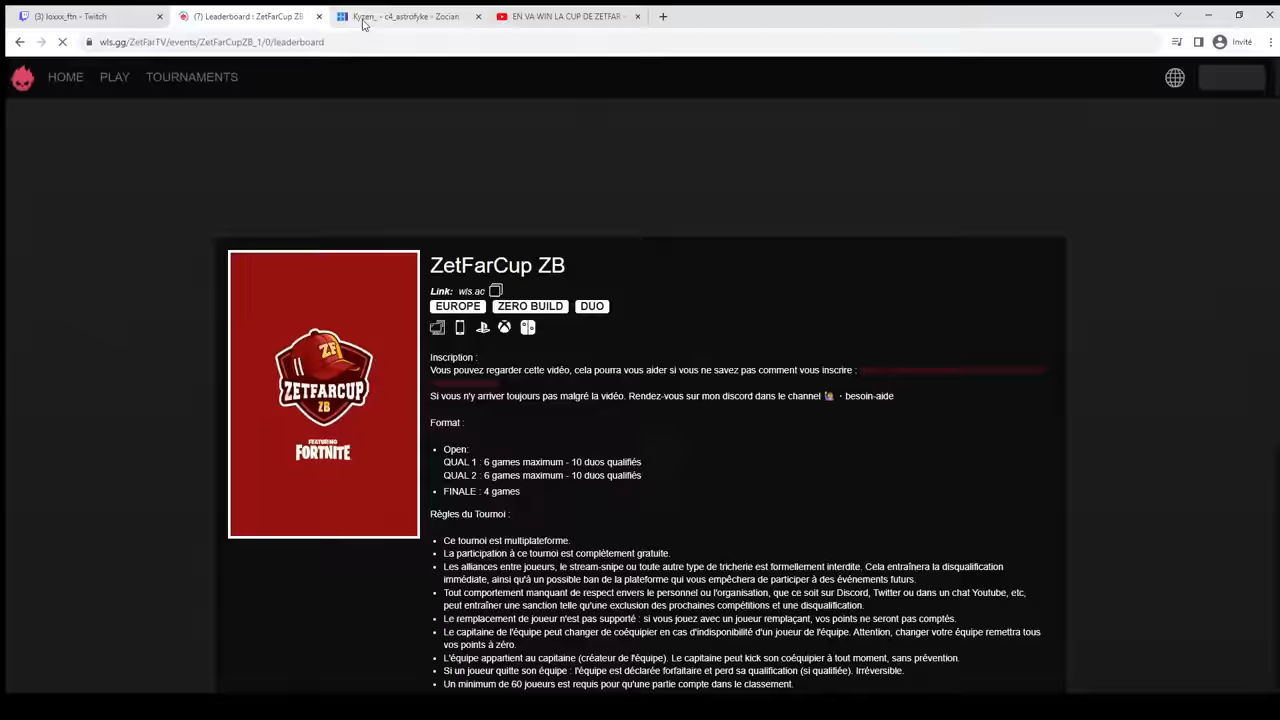 (3) loxxx_ftn - Twitch
(7) Leaderboard : ZetFarCup ZB
Kyzen_ - c4_astrofyke - Zocian
EN VA WIN LA CUP DE ZETFAR -
wls.gg/ZetFarTV/events/ZetFarCupZB_1/0/leaderboard
Invité
HOME PLAY TOURNAMENTS
ZetFarCup ZB
Link: wls.ac
EUROPE ZERO BUILD DUO
ZF
ZETFARCUP
ZB
FEATURING
FORTNITE
Inscription :
Vous pouvez regarder cette vidéo, cela pourra vous aider si vous ne savez pas comment vous inscrire :
Si vous n'y arriver toujours pas malgré la vidéo. Rendez-vous sur mon discord dans le channel 🙋 · besoin-aide
Format :
• Open:
QUAL 1 : 6 games maximum - 10 duos qualifiés
QUAL 2 : 6 games maximum - 10 duos qualifiés
• FINALE : 4 games
Règles du Tournoi :
• Ce tournoi est multiplateforme.
• La participation à ce tournoi est complètement gratuite.
• Les alliances entre joueurs, le stream-snipe ou toute autre type de tricherie est formellement interdite. Cela entraînera la disqualification
immédiate, ainsi qu'à un possible ban de la plateforme qui vous empêchera de participer à des événements futurs.
• Tout comportement manquant de respect envers le personnel ou l'organisation, que ce soit sur Discord, Twitter ou dans un chat Youtube, etc,
peut entraîner une sanction telle qu'une exclusion des prochaines compétitions et une disqualification.
• Le remplacement de joueur n'est pas supporté : si vous jouez avec un joueur remplaçant, vos points ne seront pas comptés.
• Le capitaine de l'équipe peut changer de coéquipier en cas d'indisponibilité d'un joueur de l'équipe. Attention, changer votre équipe remettra tous
vos points à zéro.
• L'équipe appartient au capitaine (créateur de l'équipe). Le capitaine peut kick son coéquipier à tout moment, sans prévention.
• Si un joueur quitte son équipe : l'équipe est déclarée forfaitaire et perd sa qualification (si qualifiée). Irréversible.
• Un minimum de 60 joueurs est requis pour qu'une partie compte dans le classement.